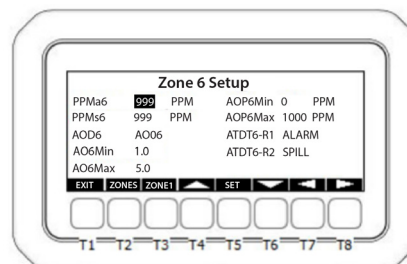 Zone 6 Setup
PPMa6 999 PPM AOP6Min 0 PPM
PPMs6 999 PPM AOP6Max 1000 PPM
AOD6 AO06 ATDT6-R1 ALARM
AO6Min 1.0 ATDT6-R2 SPILL
AO6Max 5.0
EXIT ZONES ZONE1 SET
T1 T2 T3 T4 T5 T6 T7 T8